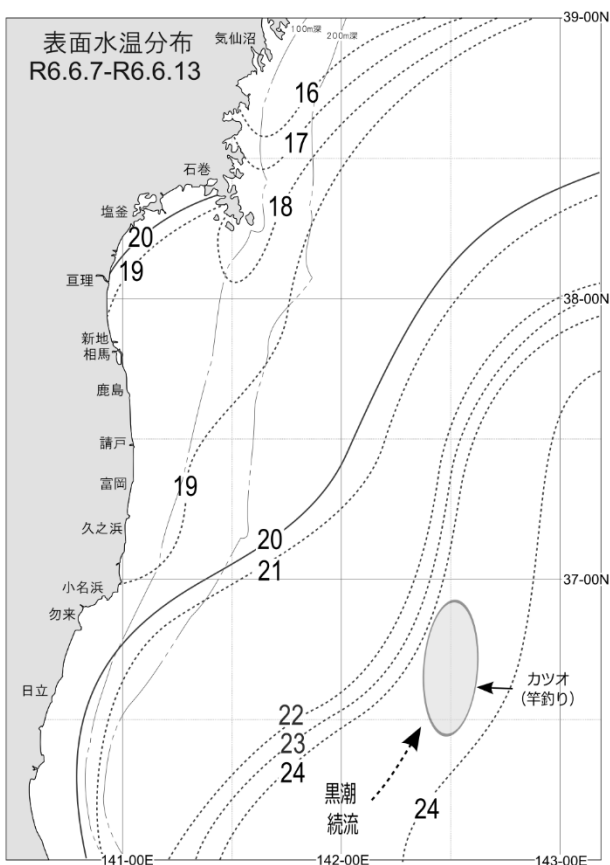 表面水温分布
R6.6.7-R6.6.13
気仙沼
100m深
200m深
39-00N
16
17
石巻
18
塩釜
20
19
亘理
38-00N
新地
相馬
鹿島
請戸
富岡
19
久之浜
20
21
37-00N
小名浜
勿来
カツオ
(竿釣り)
日立
22
23
24
黒潮
続流
24
141-00E
142-00E
143-00E